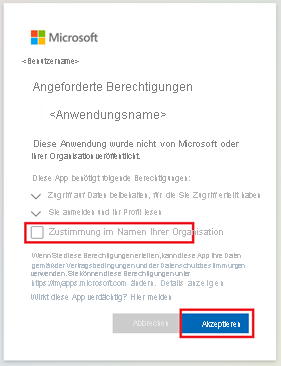 Microsoft
<Benutzername>
Angeforderte Berechtigungen
<Anwendungsname>
Diese Anwendung wurde nicht von Microsoft oder
Ihrer Organisation veröffentlicht.
Diese App benötigt folgende Berechtigungen:
Zugriff auf Daten beibehalten, für die Sie Zugriff erteilt haben
Sie anmelden und Ihr Profil lesen
Zustimmung im Namen Ihrer Organisation
Wenn Sie diese Berechtigungen erteilen, kann diese App Ihre Daten
gemäß der Vertragsbedingungen und der Datenschutzbestimmungen
verwenden. Sie können diese Berechtigungen unter
https://myapps.microsoft.com ändern. Details anzeigen
Wirkt diese App verdächtig? Hier melden
Abbrechen
Akzeptieren